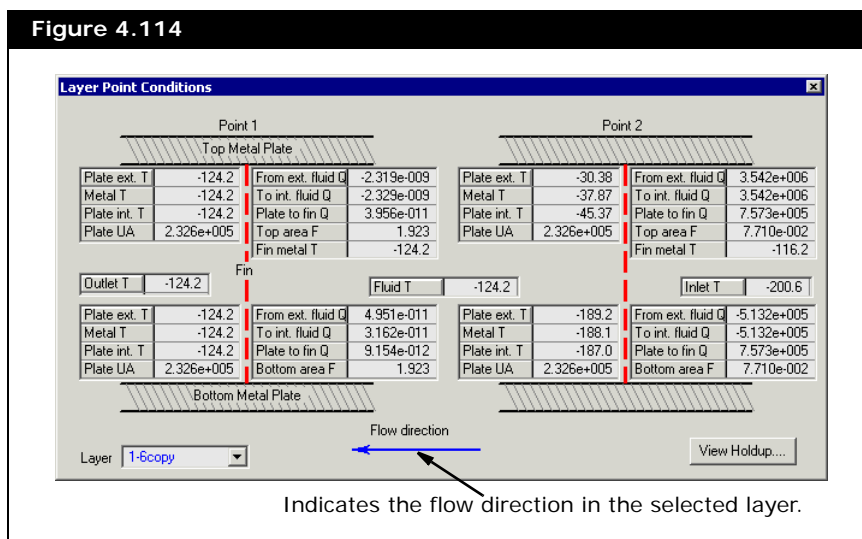 Figure 4.114
Layer Point Conditions
Point 1
Point 2
Top Metal Plate
Plate ext. T -124.2 From ext. fluid Q -2.319e-009 Plate ext. T -30.38 From ext. fluid Q 3.542e+006
Metal T -124.2 To int. fluid Q -2.329e-009 Metal T -37.87 To int. fluid Q 3.542e+006
Plate int. T -124.2 Plate to fin Q 3.956e-011 Plate int. T -45.37 Plate to fin Q 7.573e+005
Plate UA 2.326e+005 Top area F 1.923 Plate UA 2.326e+005 Top area F 7.710e-002
Fin metal T -124.2 Fin metal T -116.2
Fin
Outlet T -124.2 Fluid T -124.2 Inlet T -200.6
Plate ext. T -124.2 From ext. fluid Q 4.951e-011 Plate ext. T -189.2 From ext. fluid Q -5.132e+005
Metal T -124.2 To int. fluid Q 3.162e-011 Metal T -188.1 To int. fluid Q -5.132e+005
Plate int. T -124.2 Plate to fin Q 9.154e-012 Plate int. T -187.0 Plate to fin Q 7.573e+005
Plate UA 2.326e+005 Bottom area F 1.923 Plate UA 2.326e+005 Bottom area F 7.710e-002
Bottom Metal Plate
Flow direction
Layer 1-6copy
View Holdup....
Indicates the flow direction in the selected layer.